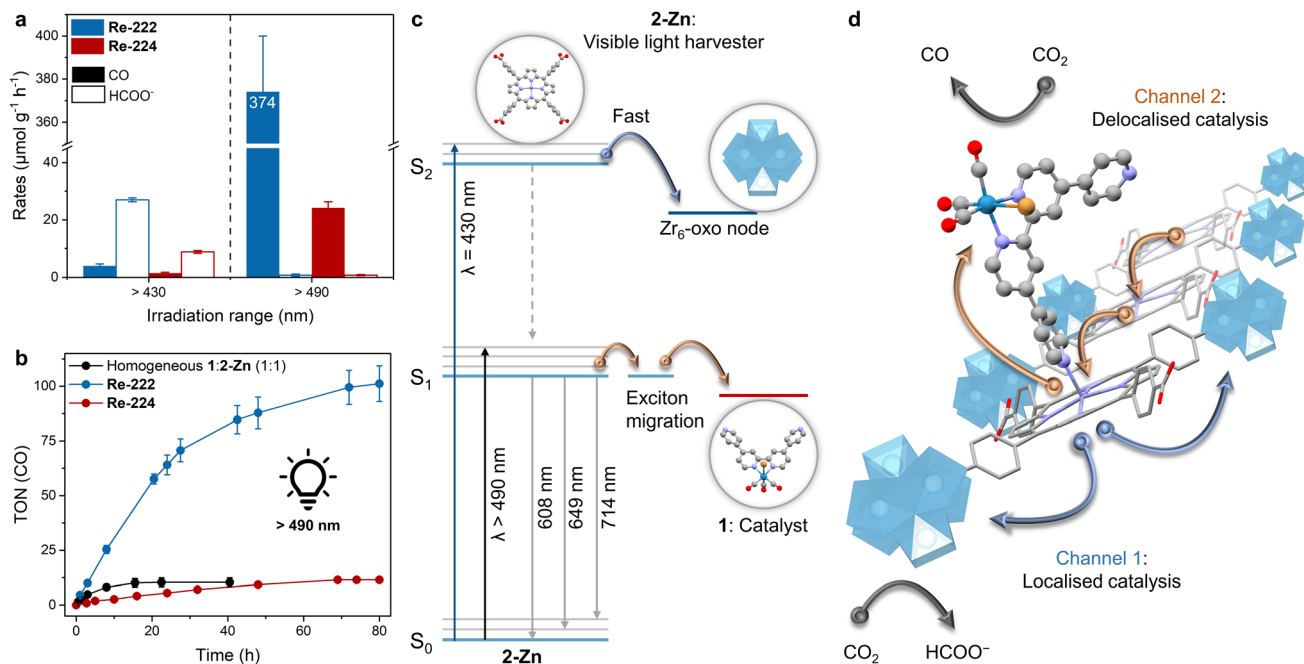 a
Re-222
Re-224
CO
HCOO⁻
Rates (μmol g⁻¹ h⁻¹)
400
380
360
40
20
0
374
> 430
> 490
Irradiation range (nm)
b
Homogeneous 1:2-Zn (1:1)
Re-222
Re-224
TON (CO)
100
75
50
25
0
> 490 nm
0
20
40
60
80
Time (h)
c
2-Zn:
Visible light harvester
Fast
S₂
Zr₆-oxo node
λ = 430 nm
S₁
Exciton
migration
λ > 490 nm
608 nm
649 nm
714 nm
1: Catalyst
S₀
2-Zn
d
CO
CO₂
Channel 2:
Delocalised catalysis
Channel 1:
Localised catalysis
CO₂
HCOO⁻